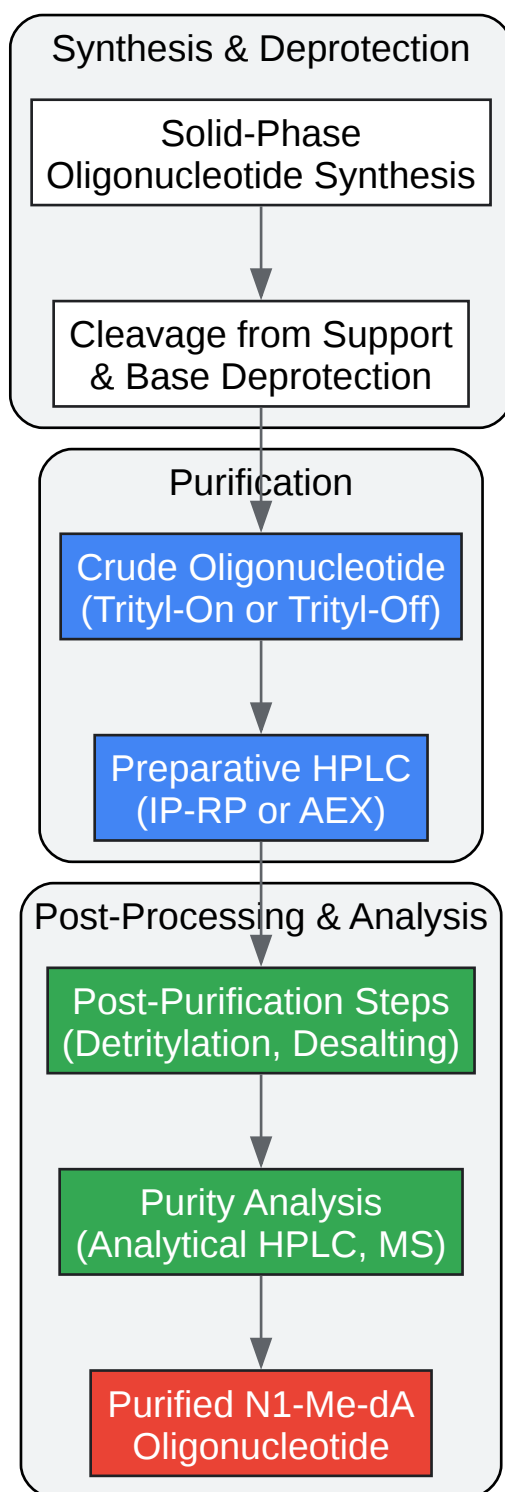 Synthesis & Deprotection
Solid-Phase
Oligonucleotide Synthesis
Cleavage from Support
& Base Deprotection
Purification
Crude Oligonucleotide
(Trityl-On or Trityl-Off)
Preparative HPLC
(IP-RP or AEX)
Post-Processing & Analysis
Post-Purification Steps
(Detritylation, Desalting)
Purity Analysis
(Analytical HPLC, MS)
Purified N1-Me-dA
Oligonucleotide